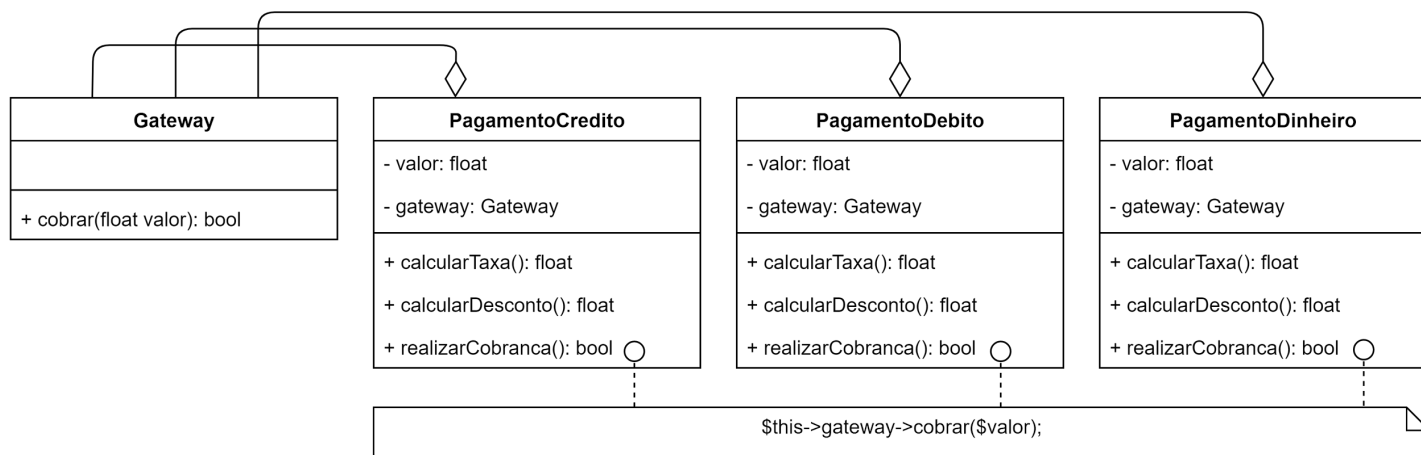 Gateway
+ cobrar(float valor): bool
PagamentoCredito
- valor: float
- gateway: Gateway
+ calcularTaxa(): float
+ calcularDesconto(): float
+ realizarCobranca(): bool
PagamentoDebito
- valor: float
- gateway: Gateway
+ calcularTaxa(): float
+ calcularDesconto(): float
+ realizarCobranca(): bool
PagamentoDinheiro
- valor: float
- gateway: Gateway
+ calcularTaxa(): float
+ calcularDesconto(): float
+ realizarCobranca(): bool
$this->gateway->cobrar($valor);